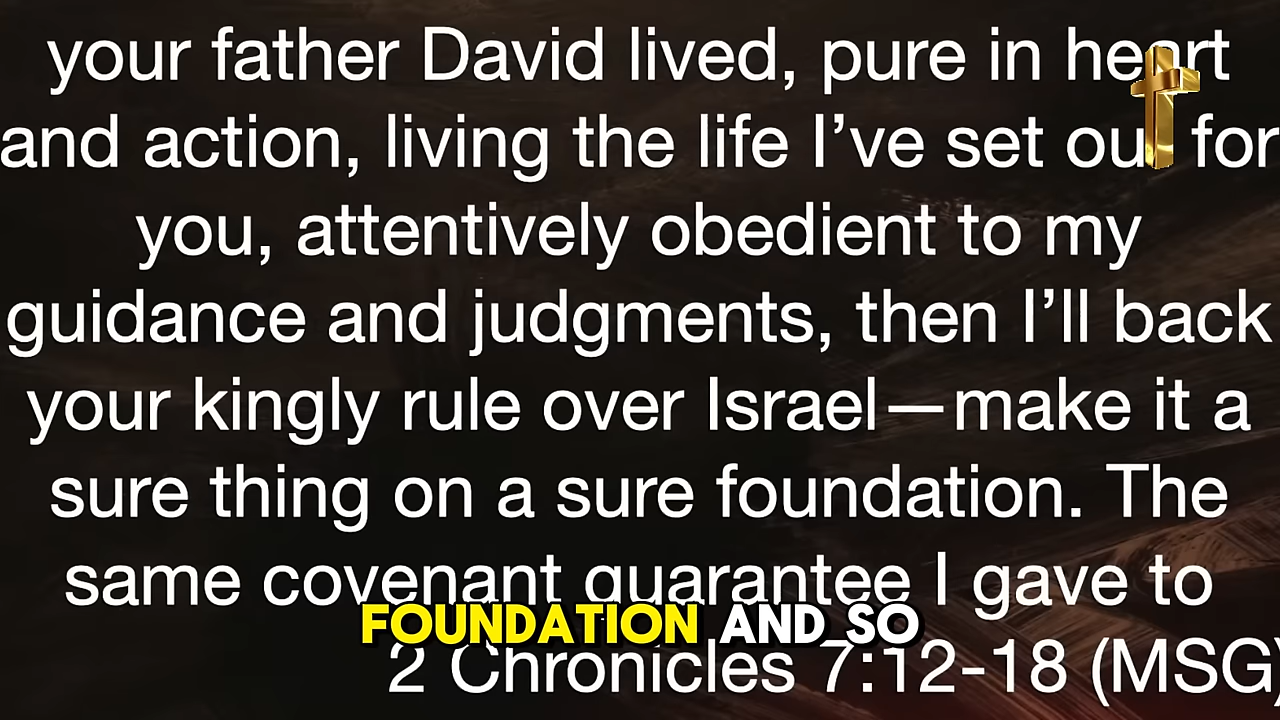 your father David lived, pure in heart
and action, living the life I’ve set out for
you, attentively obedient to my
guidance and judgments, then I’ll back
your kingly rule over Israel—make it a
sure thing on a sure foundation. The
same covenant guarantee I gave to
FOUNDATION AND SO
2 Chronicles 7:12-18 (MSG)